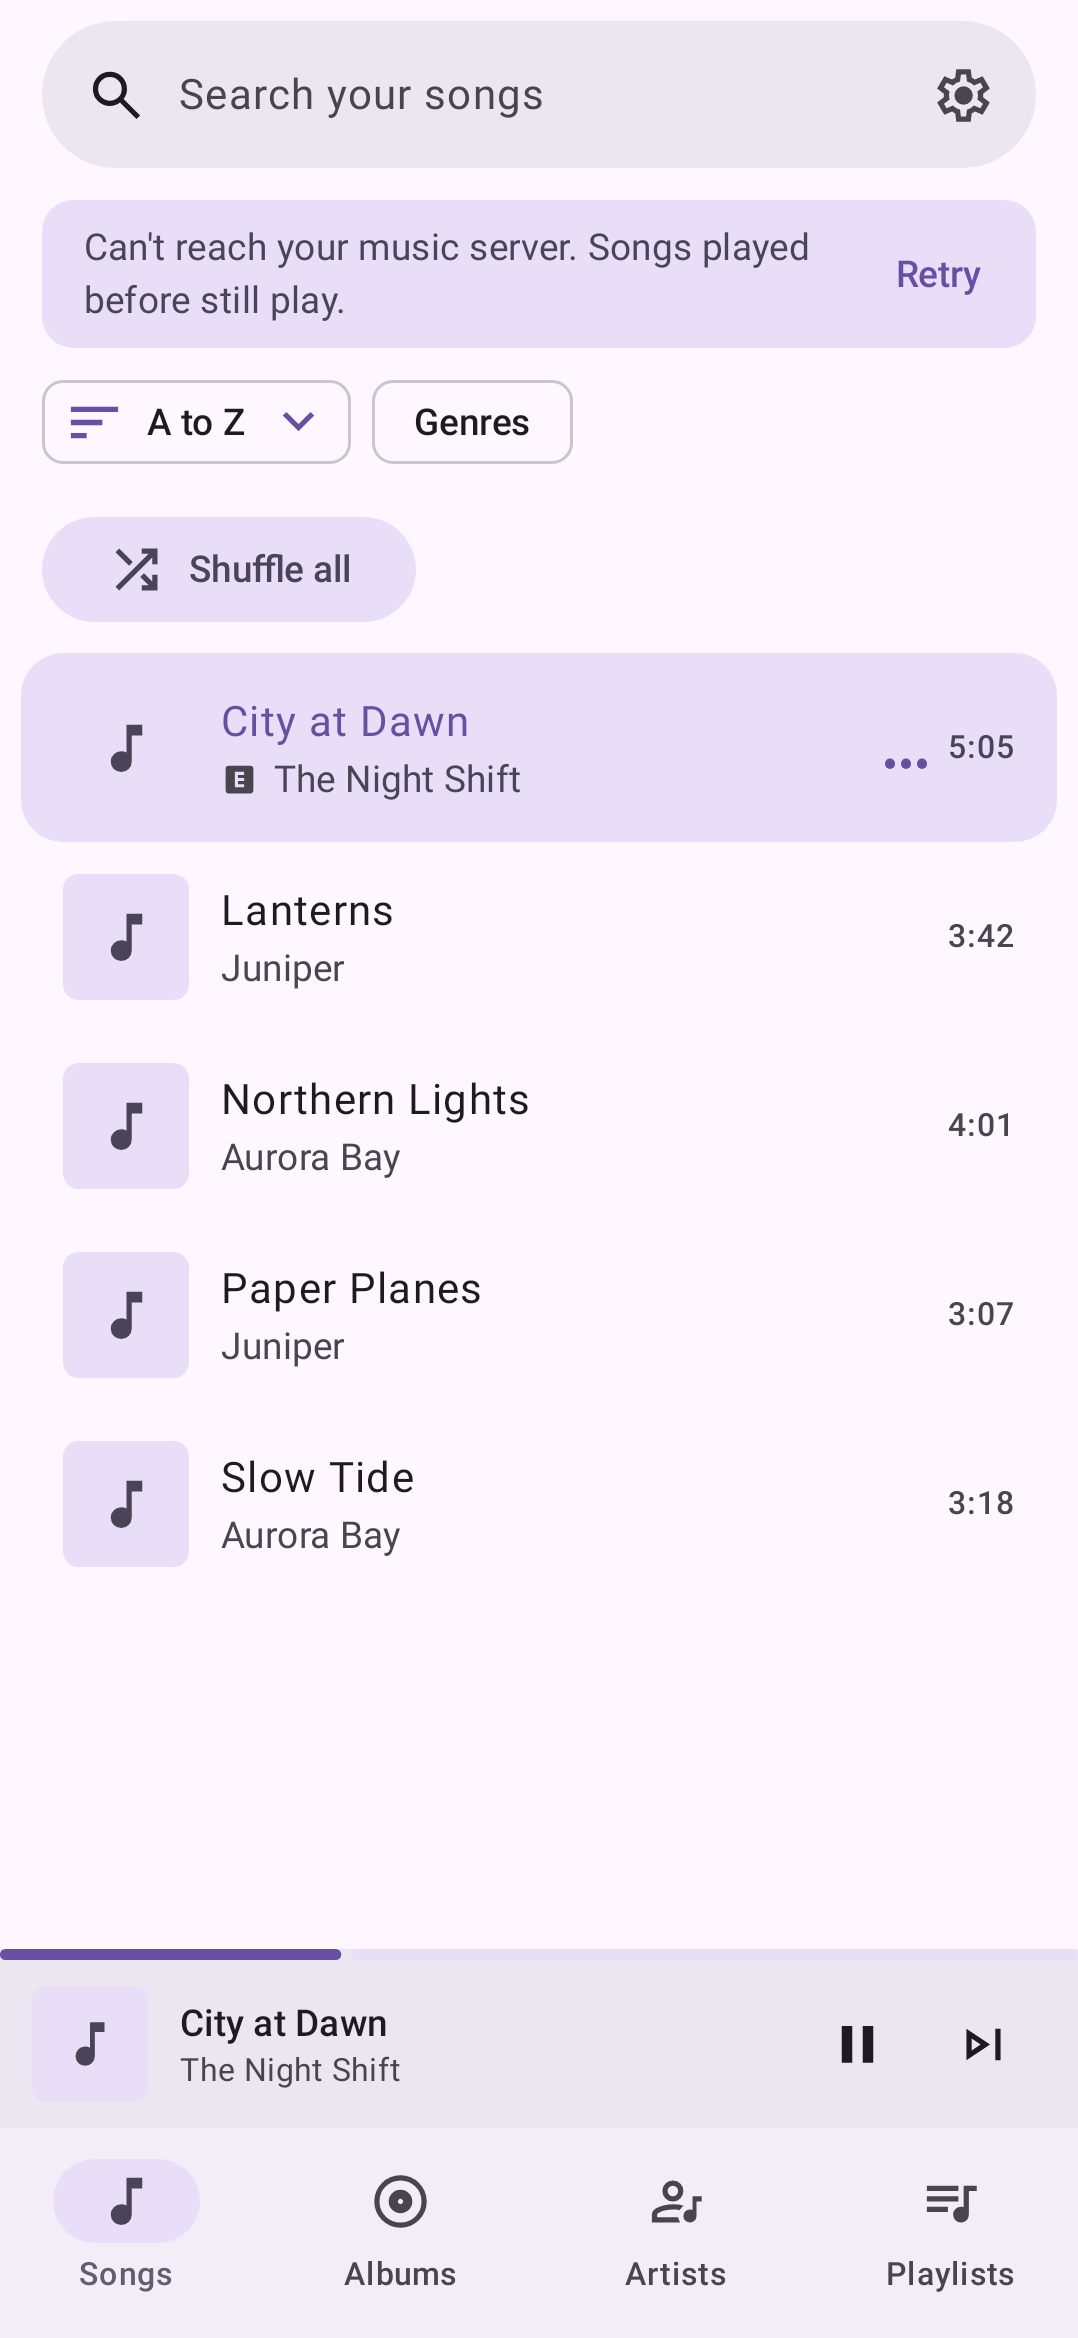 Search your songs
Can't reach your music server. Songs played
before still play.
Retry
A to Z
Genres
Shuffle all
City at Dawn
E The Night Shift
5:05
Lanterns
Juniper
3:42
Northern Lights
Aurora Bay
4:01
Paper Planes
Juniper
3:07
Slow Tide
Aurora Bay
3:18
City at Dawn
The Night Shift
Songs
Albums
Artists
Playlists